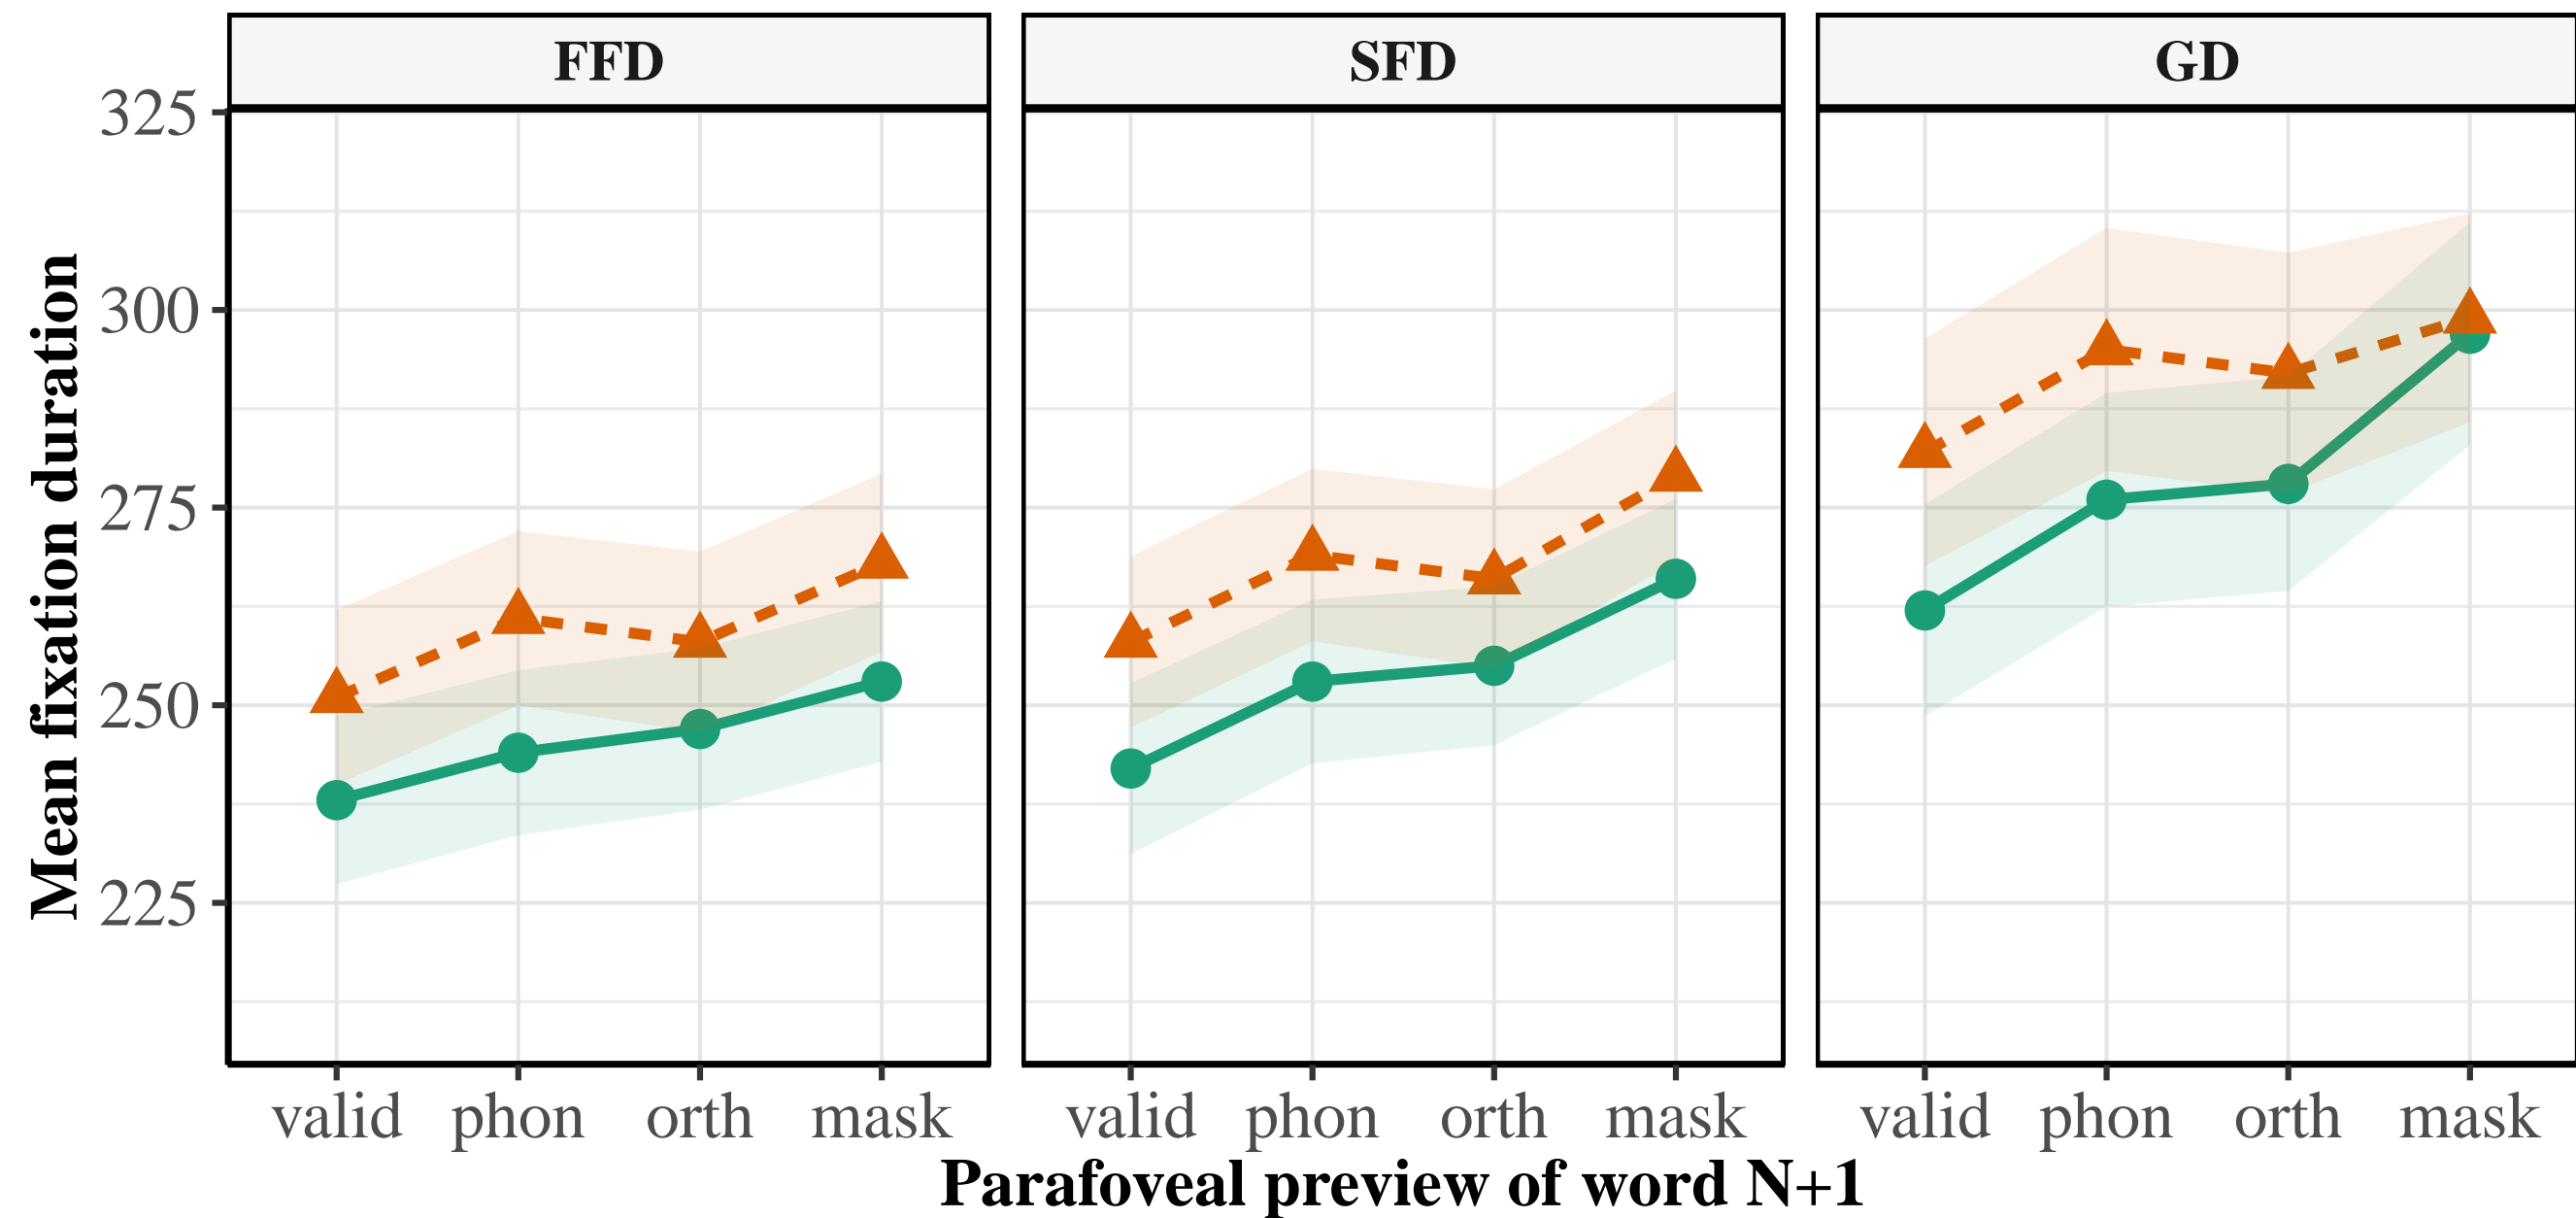 FFD SFD GD
325
300
275
250
225
Mean fixation duration
valid phon orth mask valid phon orth mask valid phon orth mask
Parafoveal preview of word N+1